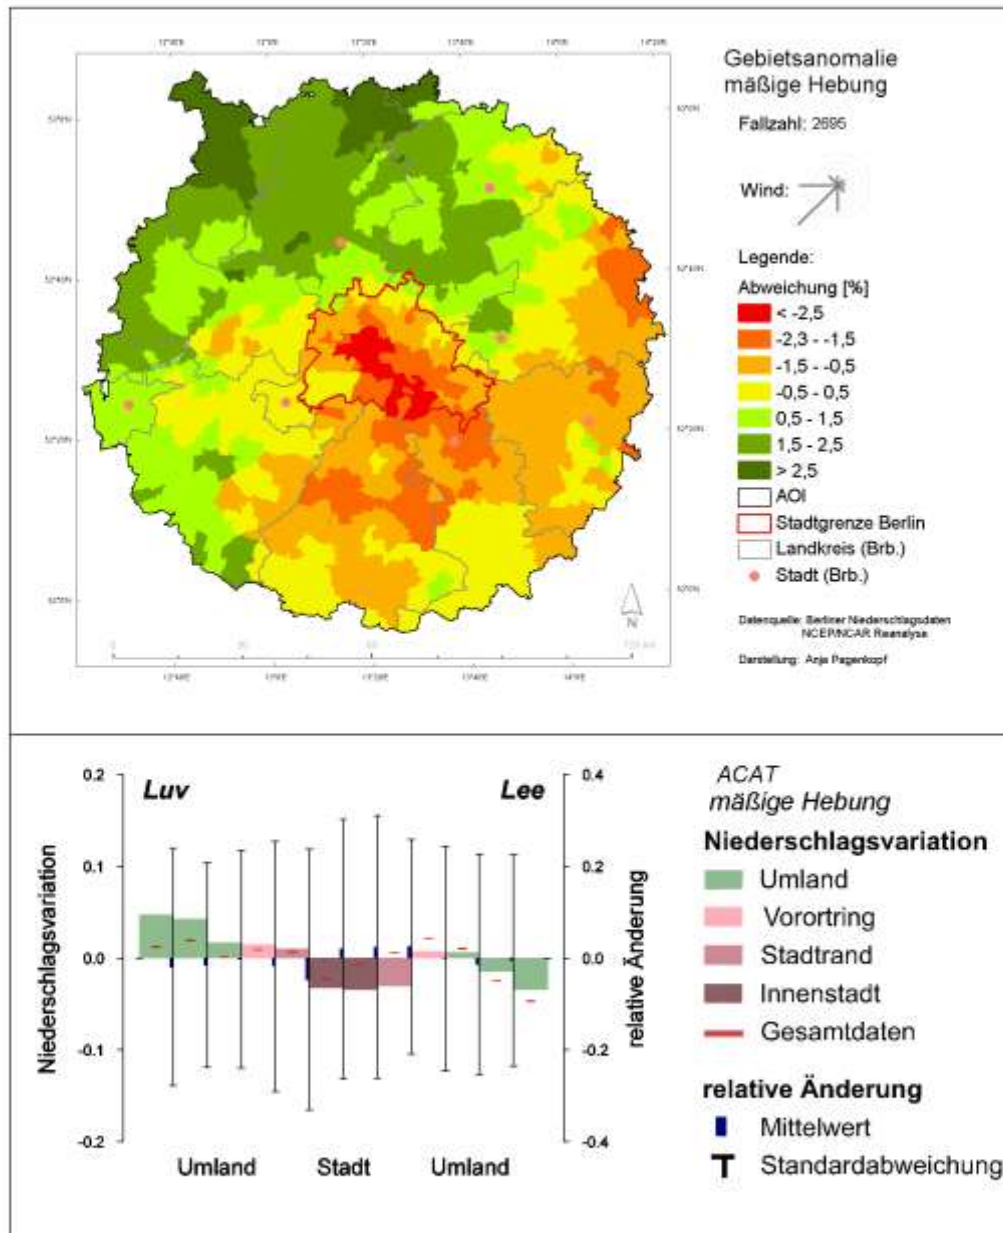 Gebietsanomalie
mäßige Hebung
Fallzahl: 2695
Wind:
Legende:
Abweichung [%]
< -2,5
-2,3 - -1,5
-1,5 - -0,5
-0,5 - 0,5
0,5 - 1,5
1,5 - 2,5
> 2,5
AOI
Stadtgrenze Berlin
Landkreis (Brb.)
Stadt (Brb.)
N
Datenquelle: Berliner Niederschlagsdaten
NCEP/NCAR Reanalyse
Darstellung: Anja Pagenkopf
0.2
0.1
0.0
-0.1
-0.2
Niederschlagsvariation
Luv
Lee
0.4
0.2
0.0
-0.2
-0.4
relative Änderung
Umland
Stadt
Umland
ACAT
mäßige Hebung
Niederschlagsvariation
Umland
Vorortring
Stadtrand
Innenstadt
Gesamtdaten
relative Änderung
Mittelwert
Standardabweichung